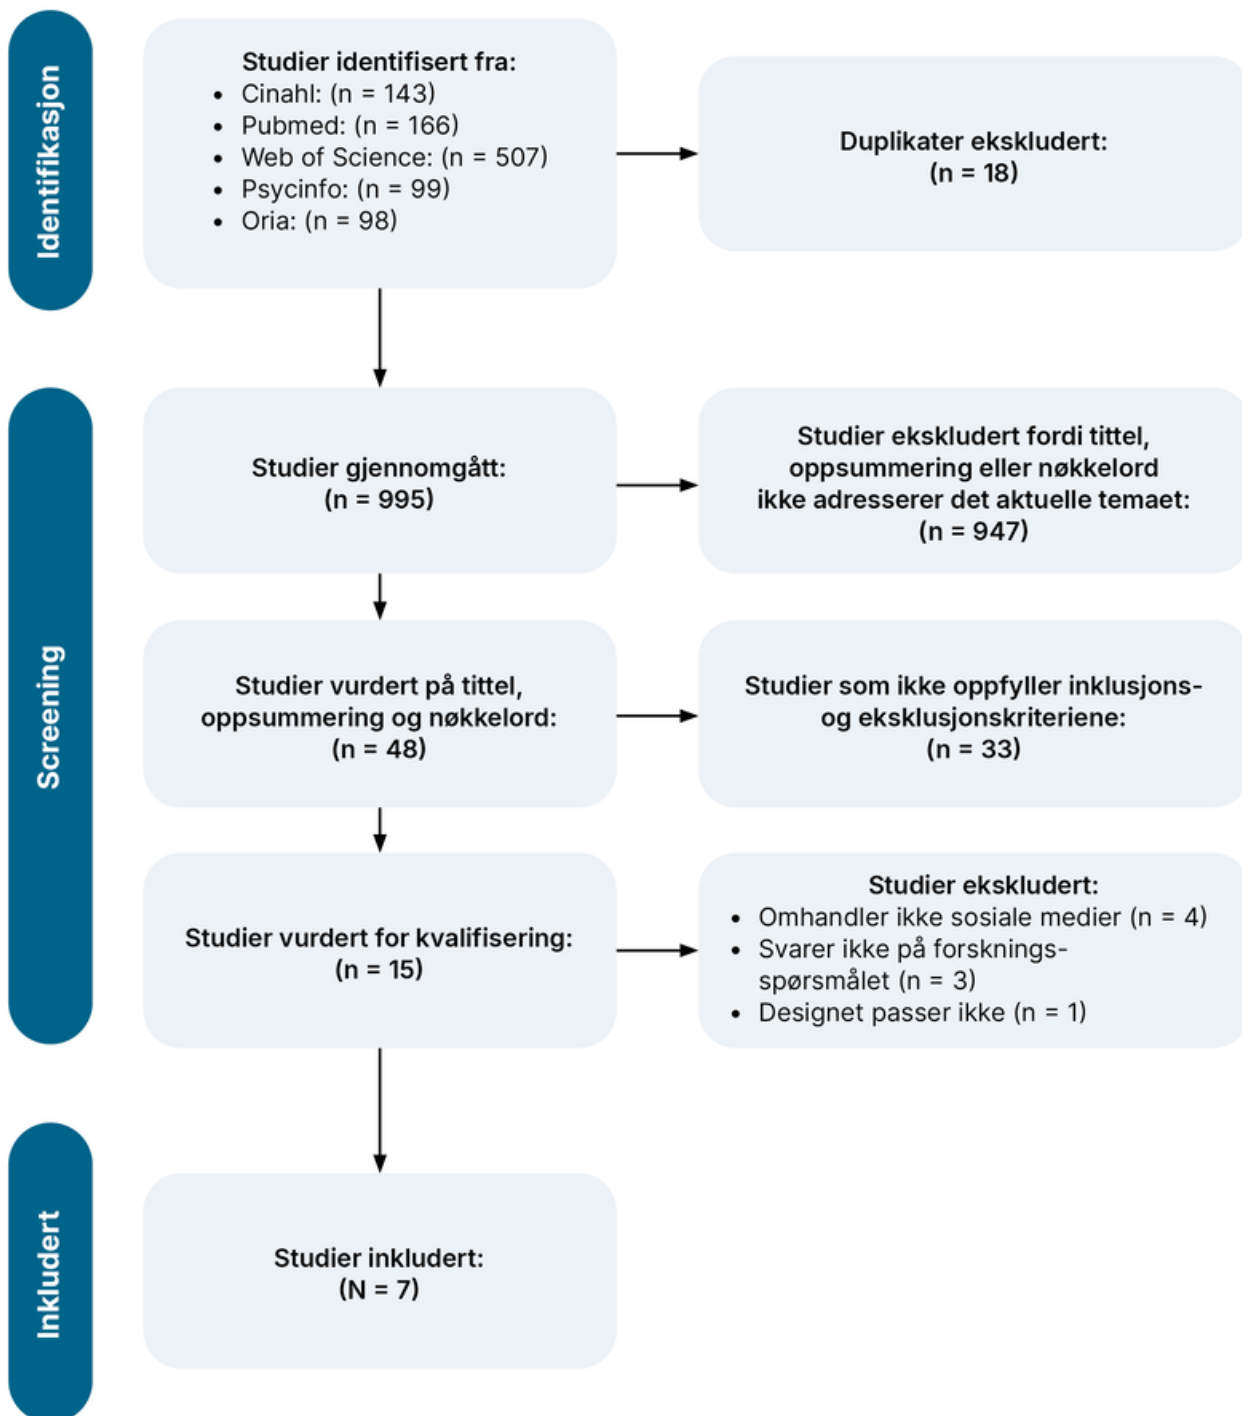 Identifikasjon
Studier identifisert fra:
• Cinahl: (n = 143)
• Pubmed: (n = 166)
• Web of Science: (n = 507)
• Psycinfo: (n = 99)
• Oria: (n = 98)
Duplikater ekskludert:
(n = 18)
Screening
Studier gjennomgått:
(n = 995)
Studier ekskludert fordi tittel,
oppsummering eller nøkkelord
ikke adresserer det aktuelle temaet:
(n = 947)
Studier vurdert på tittel,
oppsummering og nøkkelord:
(n = 48)
Studier som ikke oppfyller inklusjons-
og eksklusjonskriteriene:
(n = 33)
Studier vurdert for kvalifisering:
(n = 15)
Studier ekskludert:
• Omhandler ikke sosiale medier (n = 4)
• Svarer ikke på forsknings-
spørsmålet (n = 3)
• Designet passer ikke (n = 1)
Inkludert
Studier inkludert:
(N = 7)